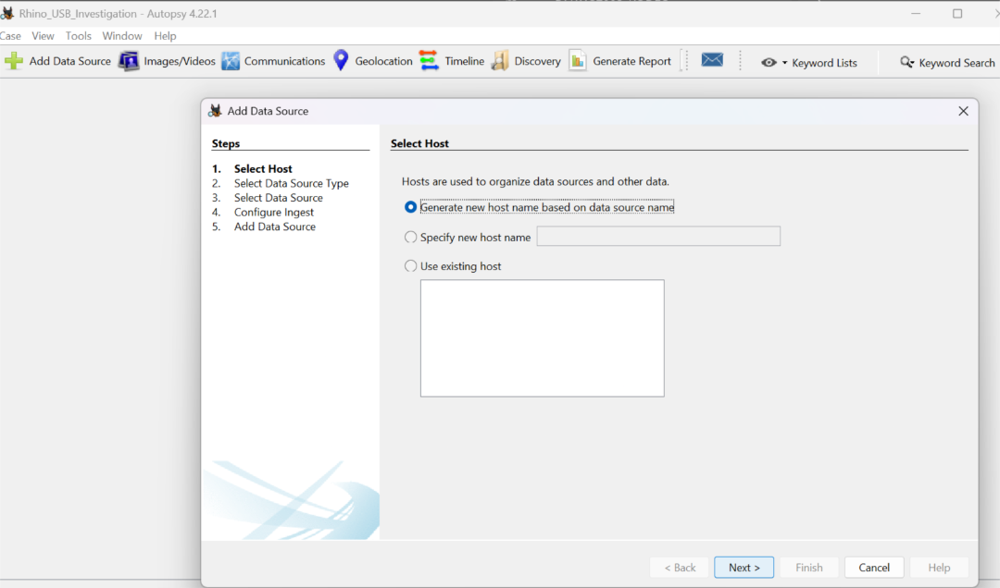 Rhino_USB_Investigation - Autopsy 4.22.1
Case View Tools Window Help
Add Data Source Images/Videos Communications Geolocation Timeline Discovery Generate Report Keyword Lists Keyword Search
Add Data Source
Steps
1. Select Host
2. Select Data Source Type
3. Select Data Source
4. Configure Ingest
5. Add Data Source
Select Host
Hosts are used to organize data sources and other data.
Generate new host name based on data source name
Specify new host name
Use existing host
< Back Next > Finish Cancel Help